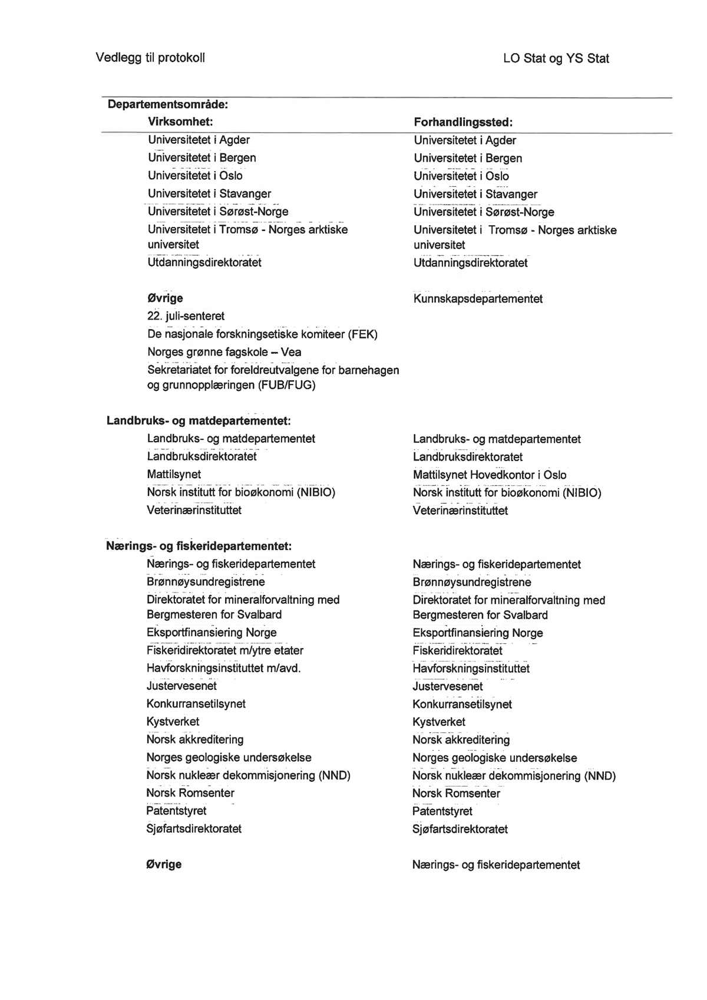 Vedlegg til protokoll LO Stat og YS Stat
Departementsområde:
Virksomhet: Forhandlingssted:
Universitetet i Agder Universitetet i Agder
Universitetet i Bergen Universitetet i Bergen
Universitetet i Oslo Universitetet i Oslo
Universitetet i Stavanger Universitetet i Stavanger
Universitetet i Sørøst-Norge Universitetet i Sørøst-Norge
Universitetet i Tromsø - Norges arktiske Universitetet i Tromsø - Norges arktiske
universitet universitet
Utdanningsdirektoratet Utdanningsdirektoratet
Øvrige Kunnskapsdepartementet
22. juli-senteret
De nasjonale forskningsetiske komiteer (FEK)
Norges grønne fagskole – Vea
Sekretariatet for foreldreutvalgene for barnehagen
og grunnopplæringen (FUB/FUG)
Landbruks- og matdepartementet:
Landbruks- og matdepartementet Landbruks- og matdepartementet
Landbruksdirektoratet Landbruksdirektoratet
Mattilsynet Mattilsynet Hovedkontor i Oslo
Norsk institutt for bioøkonomi (NIBIO) Norsk institutt for bioøkonomi (NIBIO)
Veterinærinstituttet Veterinærinstituttet
Nærings- og fiskeridepartementet:
Nærings- og fiskeridepartementet Nærings- og fiskeridepartementet
Brønnøysundregistrene Brønnøysundregistrene
Direktoratet for mineralforvaltning med Direktoratet for mineralforvaltning med
Bergmesteren for Svalbard Bergmesteren for Svalbard
Eksportfinansiering Norge Eksportfinansiering Norge
Fiskeridirektoratet m/ytre etater Fiskeridirektoratet
Havforskningsinstituttet m/avd. Havforskningsinstituttet
Justervesenet Justervesenet
Konkurransetilsynet Konkurransetilsynet
Kystverket Kystverket
Norsk akkreditering Norsk akkreditering
Norges geologiske undersøkelse Norges geologiske undersøkelse
Norsk nukleær dekommisjonering (NND) Norsk nukleær dekommisjonering (NND)
Norsk Romsenter Norsk Romsenter
Patentstyret Patentstyret
Sjøfartsdirektoratet Sjøfartsdirektoratet
Øvrige Nærings- og fiskeridepartementet